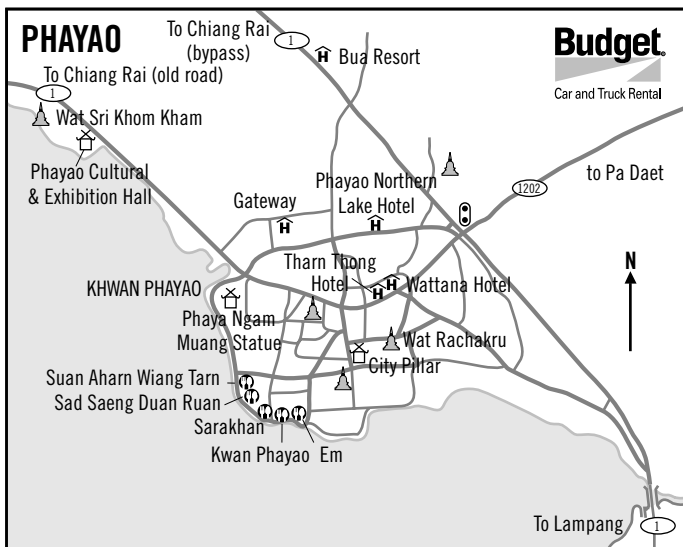 PHAYAO
To Chiang Rai
(bypass)
1
Bua Resort
Budget®
Car and Truck Rental
To Chiang Rai (old road)
1
Wat Sri Khom Kham
Phayao Cultural
& Exhibition Hall
to Pa Daet
1202
Gateway
Phayao Northern
Lake Hotel
N
Tharn Thong
Hotel
Wattana Hotel
KHWAN PHAYAO
Phaya Ngam
Muang Statue
Wat Rachakru
City Pillar
Suan Aharn Wiang Tarn
Sad Saeng Duan Ruan
Sarakhan
Kwan Phayao
Em
To Lampang
1
H
H
H
H
H